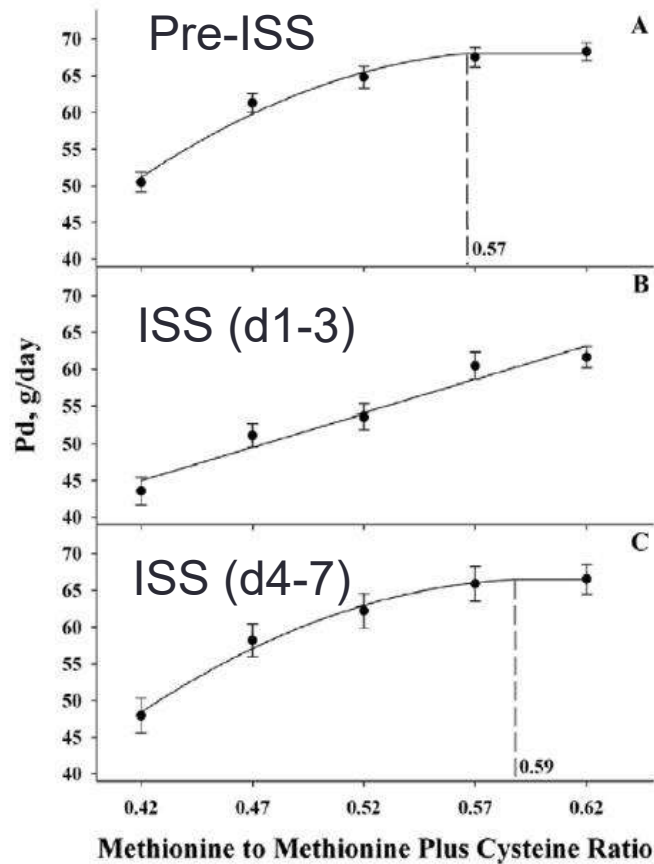 Pre-ISS
A
70
65
60
55
50
45
40
0.57
ISS (d1-3)
B
70
65
60
55
50
45
40
Pd, g/day
ISS (d4-7)
C
70
65
60
55
50
45
40
0.59
0.42 0.47 0.52 0.57 0.62
Methionine to Methionine Plus Cysteine Ratio